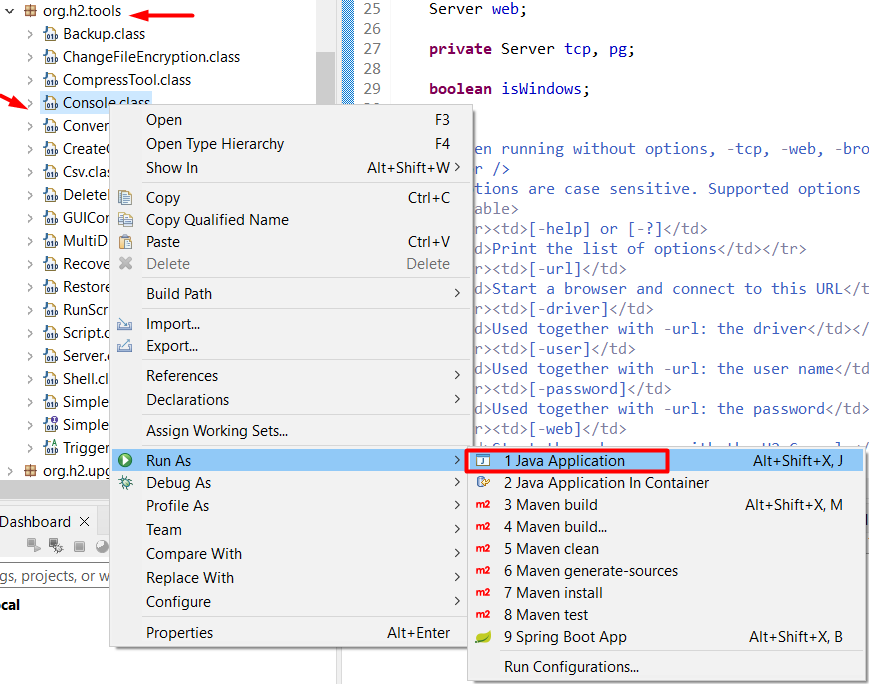 org.h2.tools
Backup.class
ChangeFileEncryption.class
CompressTool.class
Console.class
Conver
Create
Csv.clas
Delete
GUICon
MultiD
Recove
Restore
RunScr
Script.c
Server.
Shell.cl
Simple
Simple
Trigger
org.h2.upg
Dashboard
gs, projects, or w
cal
25 Server web;
26
27 private Server tcp, pg;
28
29 boolean isWindows;
en running without options, -tcp, -web, -bro
r />
tions are case sensitive. Supported options
able>
r><td>[-help] or [-?]</td>
d>Print the list of options</td></tr>
r><td>[-url]</td>
d>Start a browser and connect to this URL</t
r><td>[-driver]</td>
d>Used together with -url: the driver</td></
r><td>[-user]</td>
d>Used together with -url: the user name</td
r><td>[-password]</td>
d>Used together with -url: the password</td>
r><td>[-web]</td>
Open F3
Open Type Hierarchy F4
Show In Alt+Shift+W >
Copy Ctrl+C
Copy Qualified Name
Paste Ctrl+V
Delete Delete
Build Path >
Import...
Export...
References >
Declarations >
Assign Working Sets...
Run As >
Debug As >
Profile As >
Team >
Compare With >
Replace With >
Configure >
Properties Alt+Enter
1 Java Application Alt+Shift+X, J
2 Java Application In Container
m2 3 Maven build Alt+Shift+X, M
m2 4 Maven build...
m2 5 Maven clean
m2 6 Maven generate-sources
m2 7 Maven install
m2 8 Maven test
9 Spring Boot App Alt+Shift+X, B
Run Configurations...